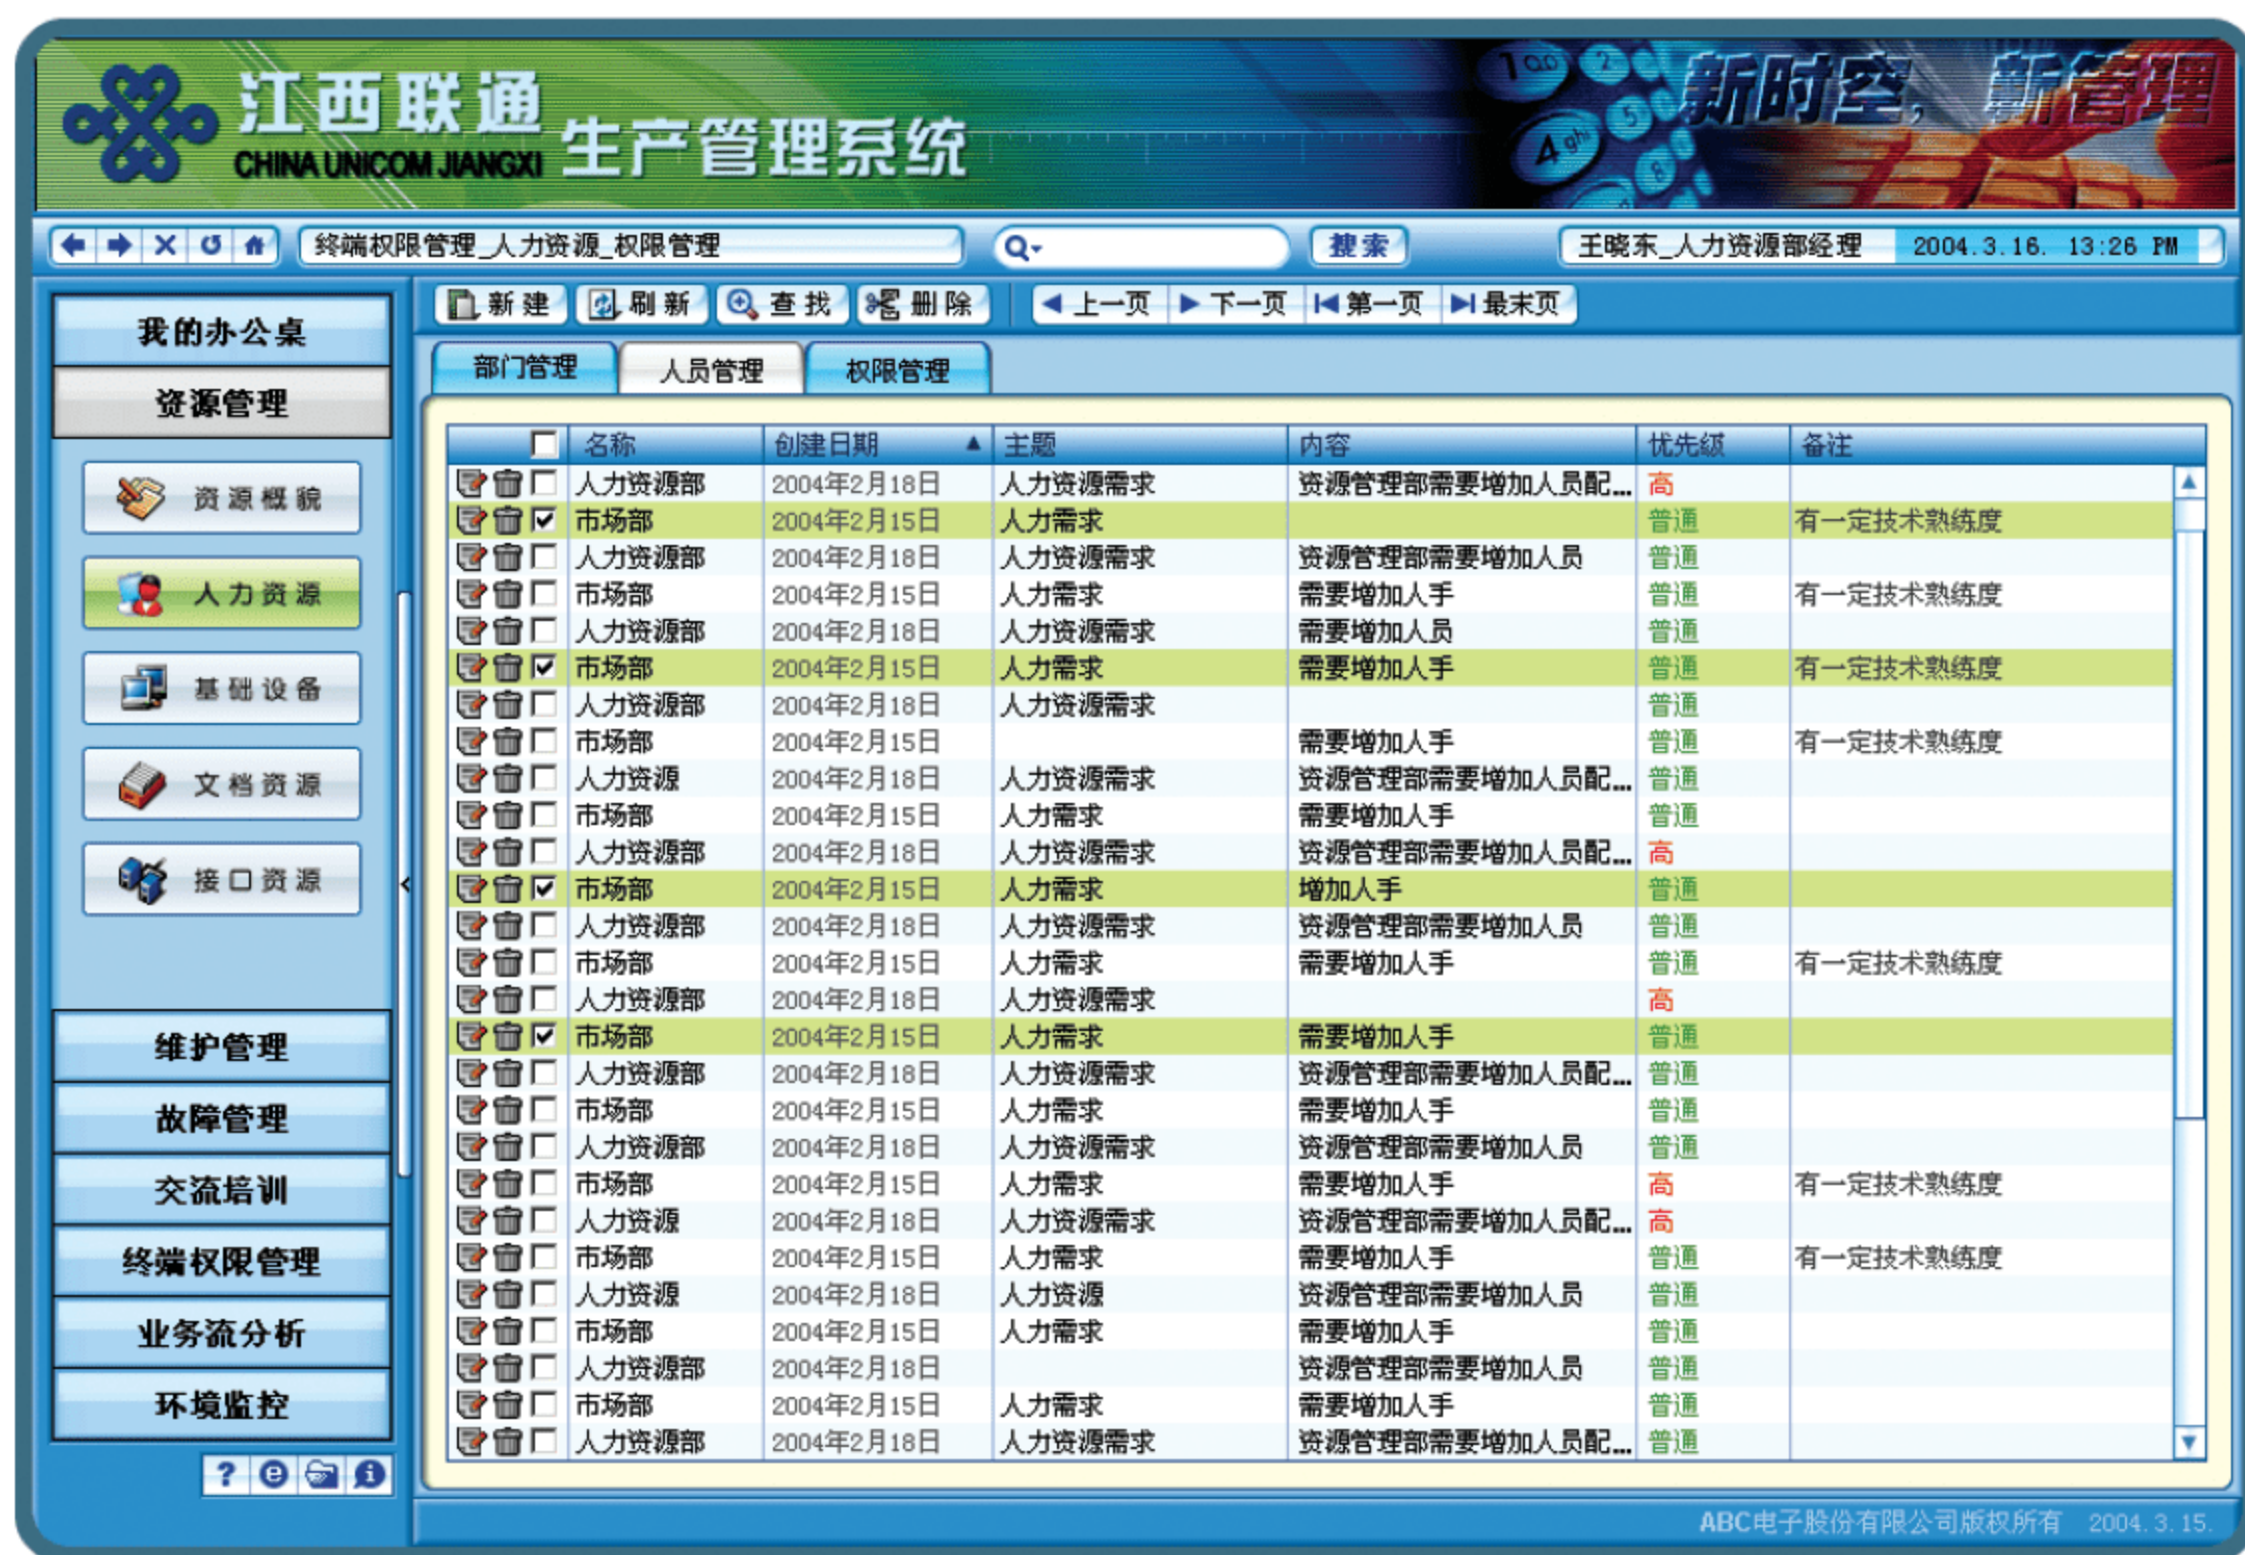 新时空，新管理
江西联通
CHINA UNICOM JIANGXI 生产管理系统
终端权限管理_人力资源_权限管理 搜索 王晓东_人力资源部经理 2004.3.16. 13:26 PM
新建 刷新 查找 删除 上一页 下一页 第一页 最末页
我的办公桌
资源管理
资源概貌
人力资源
基础设备
文档资源
接口资源
维护管理
故障管理
交流培训
终端权限管理
业务流分析
环境监控
部门管理 人员管理 权限管理
名称 创建日期 主题 内容 优先级 备注
人力资源部 2004年2月18日 人力资源需求 资源管理部需要增加人员配... 高
市场部 2004年2月15日 人力需求 普通 有一定技术熟练度
人力资源部 2004年2月18日 人力资源需求 资源管理部需要增加人员 普通
市场部 2004年2月15日 人力需求 需要增加人手 普通 有一定技术熟练度
人力资源部 2004年2月18日 人力资源需求 需要增加人员 普通
市场部 2004年2月15日 人力需求 需要增加人手 普通 有一定技术熟练度
人力资源部 2004年2月18日 人力资源需求 普通
市场部 2004年2月15日 需要增加人手 普通 有一定技术熟练度
人力资源 2004年2月18日 人力资源需求 资源管理部需要增加人员配... 普通
市场部 2004年2月15日 人力需求 需要增加人手 普通
人力资源部 2004年2月18日 人力资源需求 资源管理部需要增加人员配... 高
市场部 2004年2月15日 人力需求 增加人手 普通
人力资源部 2004年2月18日 人力资源需求 资源管理部需要增加人员 普通
市场部 2004年2月15日 人力需求 需要增加人手 普通 有一定技术熟练度
人力资源部 2004年2月18日 人力资源需求 高
市场部 2004年2月15日 人力需求 需要增加人手 普通
人力资源部 2004年2月18日 人力资源需求 资源管理部需要增加人员配... 普通
市场部 2004年2月15日 人力需求 需要增加人手 普通
人力资源部 2004年2月18日 人力资源需求 资源管理部需要增加人员 普通
市场部 2004年2月15日 人力需求 需要增加人手 高 有一定技术熟练度
人力资源 2004年2月18日 人力资源需求 资源管理部需要增加人员配... 高
市场部 2004年2月15日 人力需求 需要增加人手 普通 有一定技术熟练度
人力资源 2004年2月18日 人力资源 资源管理部需要增加人员 普通
市场部 2004年2月15日 人力需求 需要增加人手 普通
人力资源部 2004年2月18日 资源管理部需要增加人员 普通
市场部 2004年2月15日 人力需求 需要增加人手 普通
人力资源部 2004年2月18日 人力资源需求 资源管理部需要增加人员配... 普通
ABC电子股份有限公司版权所有 2004.3.15.